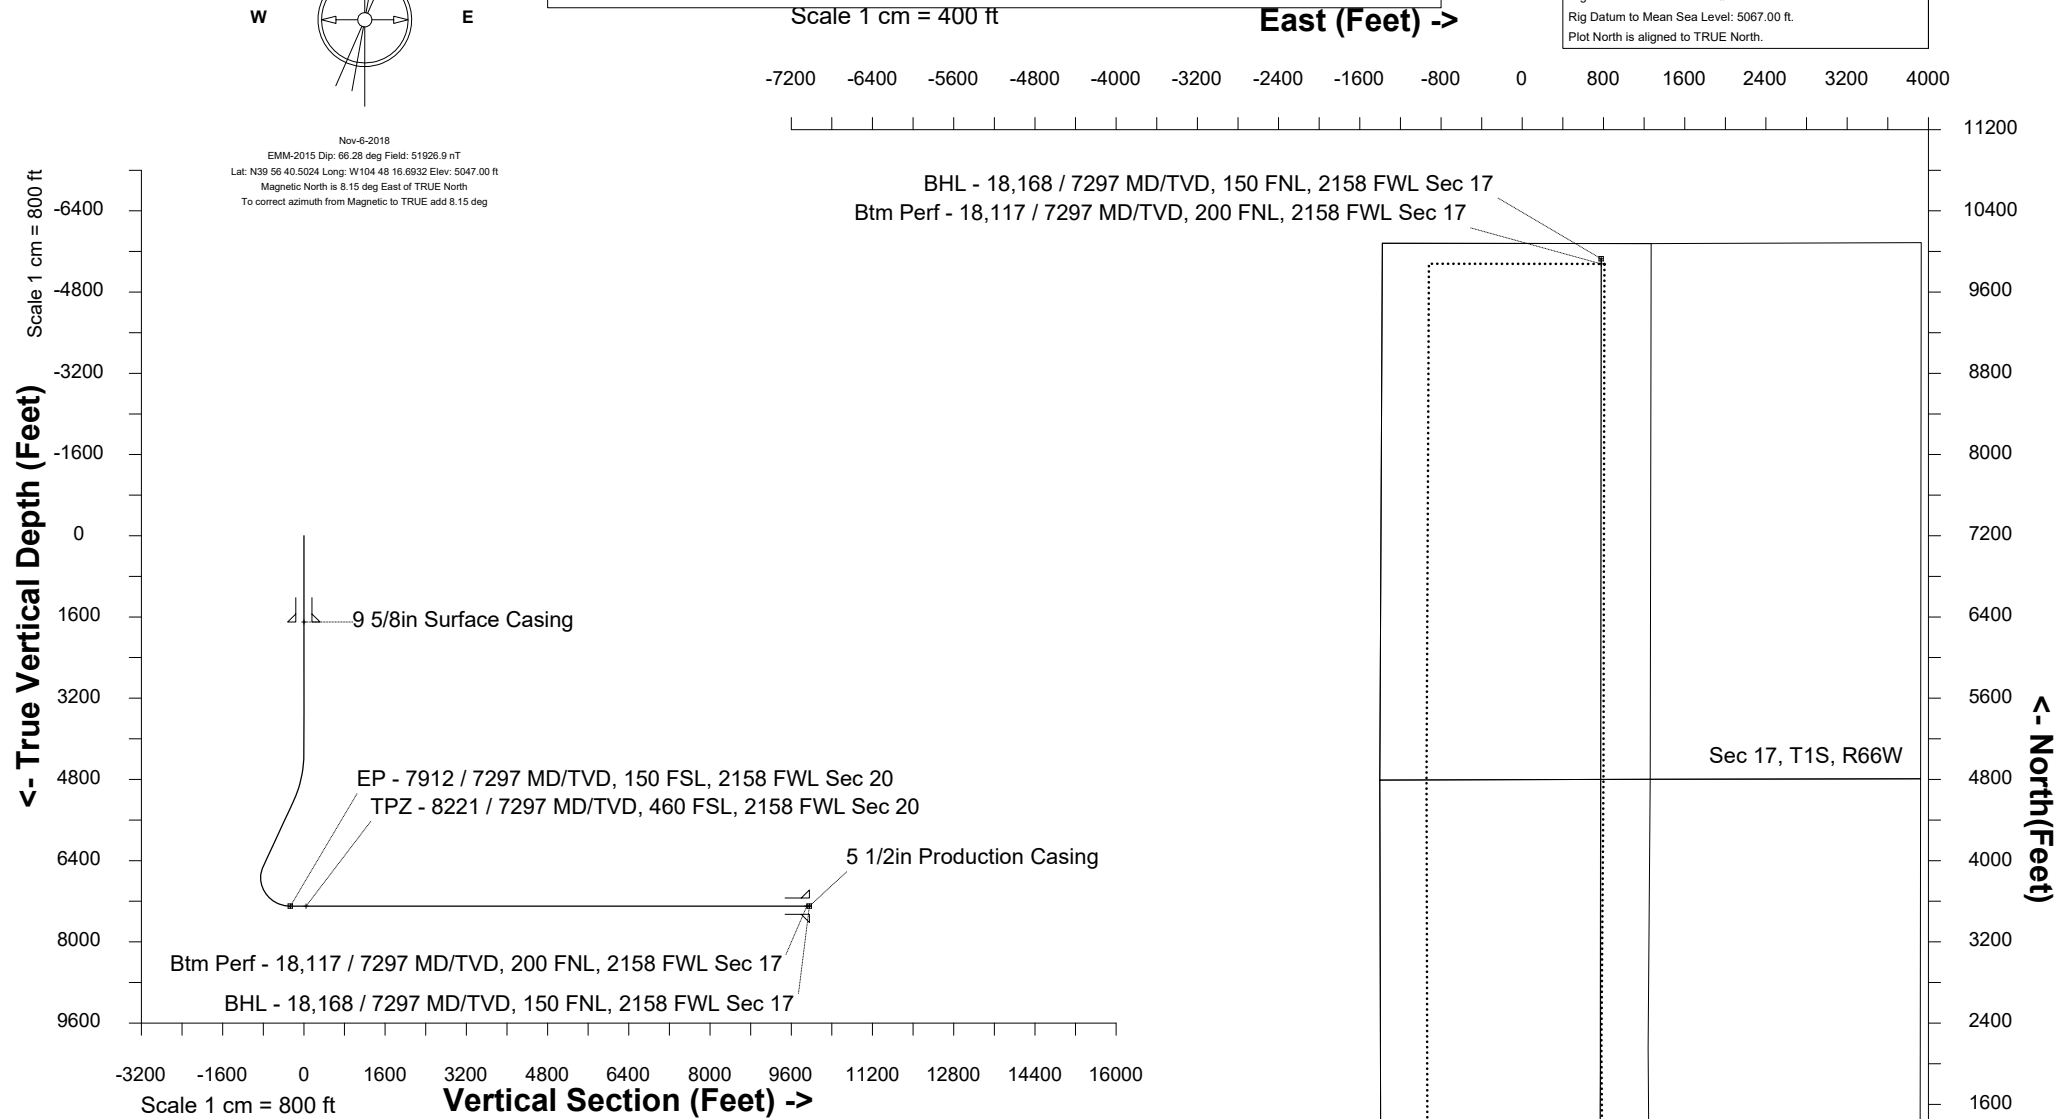 W
E
Scale 1 cm = 400 ft
East (Feet) ->
Rig Datum to Mean Sea Level: 5067.00 ft.
Plot North is aligned to TRUE North.
-7200 -6400 -5600 -4800 -4000 -3200 -2400 -1600 -800 0 800 1600 2400 3200 4000
Nov-6-2018
EMM-2015 Dip: 66.28 deg Field: 51926.9 nT
Lat: N39 56 40.5024 Long: W104 48 16.6932 Elev: 5047.00 ft
Magnetic North is 8.15 deg East of TRUE North
To correct azimuth from Magnetic to TRUE add 8.15 deg
Scale 1 cm = 800 ft
<- True Vertical Depth (Feet)
-6400
-4800
-3200
-1600
0
1600
3200
4800
6400
8000
9600
9 5/8in Surface Casing
EP - 7912 / 7297 MD/TVD, 150 FSL, 2158 FWL Sec 20
TPZ - 8221 / 7297 MD/TVD, 460 FSL, 2158 FWL Sec 20
5 1/2in Production Casing
Btm Perf - 18,117 / 7297 MD/TVD, 200 FNL, 2158 FWL Sec 17
BHL - 18,168 / 7297 MD/TVD, 150 FNL, 2158 FWL Sec 17
-3200 -1600 0 1600 3200 4800 6400 8000 9600 11200 12800 14400 16000
Scale 1 cm = 800 ft
Vertical Section (Feet) ->
BHL - 18,168 / 7297 MD/TVD, 150 FNL, 2158 FWL Sec 17
Btm Perf - 18,117 / 7297 MD/TVD, 200 FNL, 2158 FWL Sec 17
Sec 17, T1S, R66W
11200
10400
9600
8800
8000
7200
6400
5600
4800
4000
3200
2400
1600
<- North(Feet)